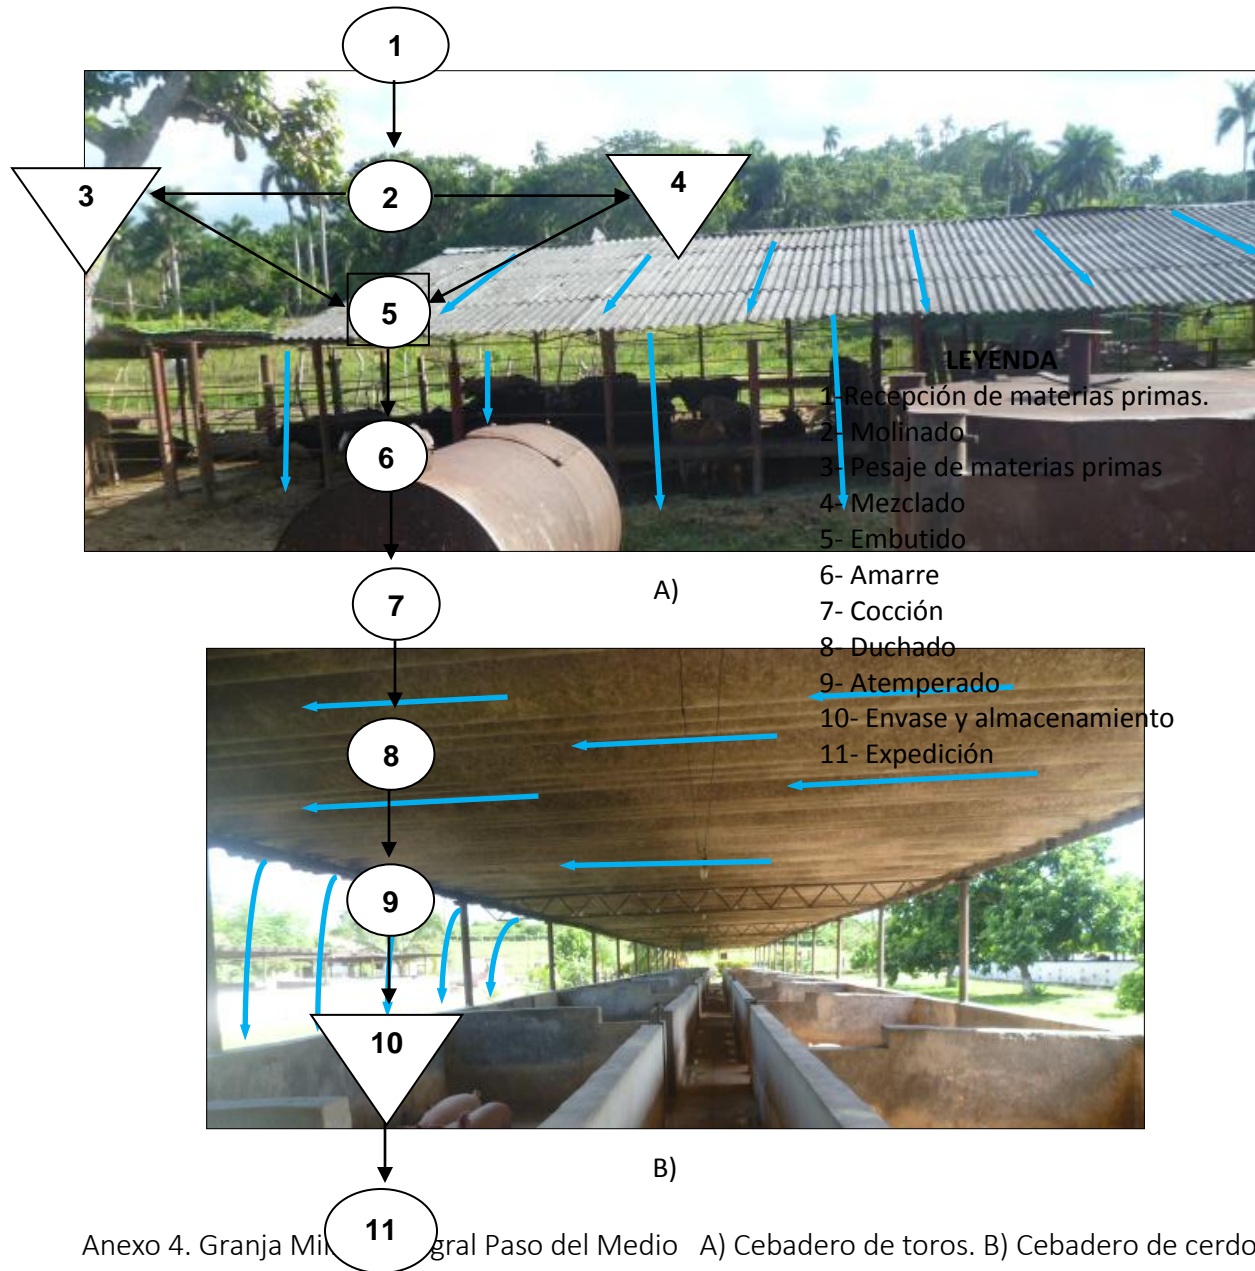 1
2
3
4
5
6
LEYENDA
1-Recepción de materias primas.
2- Molinado
3- Pesaje de materias primas
4- Mezclado
5- Embutido
6- Amarre
7- Cocción
8- Duchado
9- Atemperado
10- Envase y almacenamiento
11- Expedición
A)
7
8
9
10
B)
11
Anexo 4. Granja gral Paso del Medio A) Cebadero de toros. B) Cebadero de cerdo